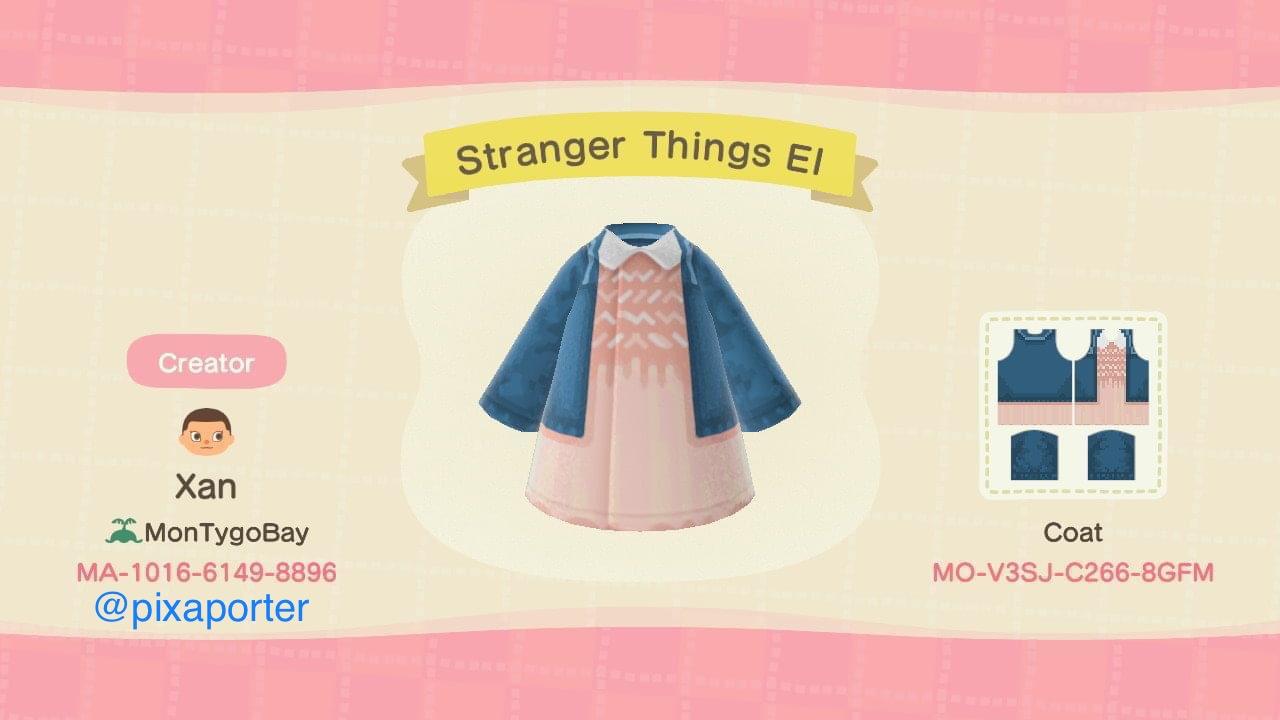 Stranger Things El
Creator
Xan
MonTygoBay
MA-1016-6149-8896
@pixaporter
Coat
MO-V3SJ-C266-8GFM